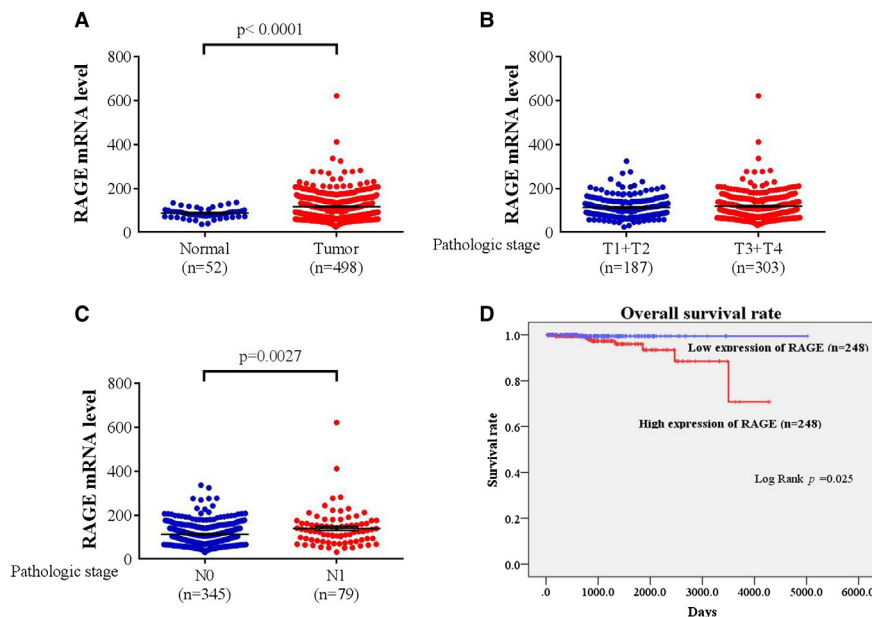 A
p< 0.0001
RAGE mRNA level
800
600
400
200
0
Normal
(n=52)
Tumor
(n=498)
B
RAGE mRNA level
800
600
400
200
0
Pathologic stage
T1+T2
(n=187)
T3+T4
(n=303)
C
p=0.0027
RAGE mRNA level
800
600
400
200
0
Pathologic stage
N0
(n=345)
N1
(n=79)
D
Overall survival rate
Survival rate
1.0
0.8
0.6
0.4
0.2
0.0
Low expression of RAGE (n=248)
High expression of RAGE (n=248)
Log Rank p =0.025
.0 1000.0 2000.0 3000.0 4000.0 5000.0 6000.0
Days